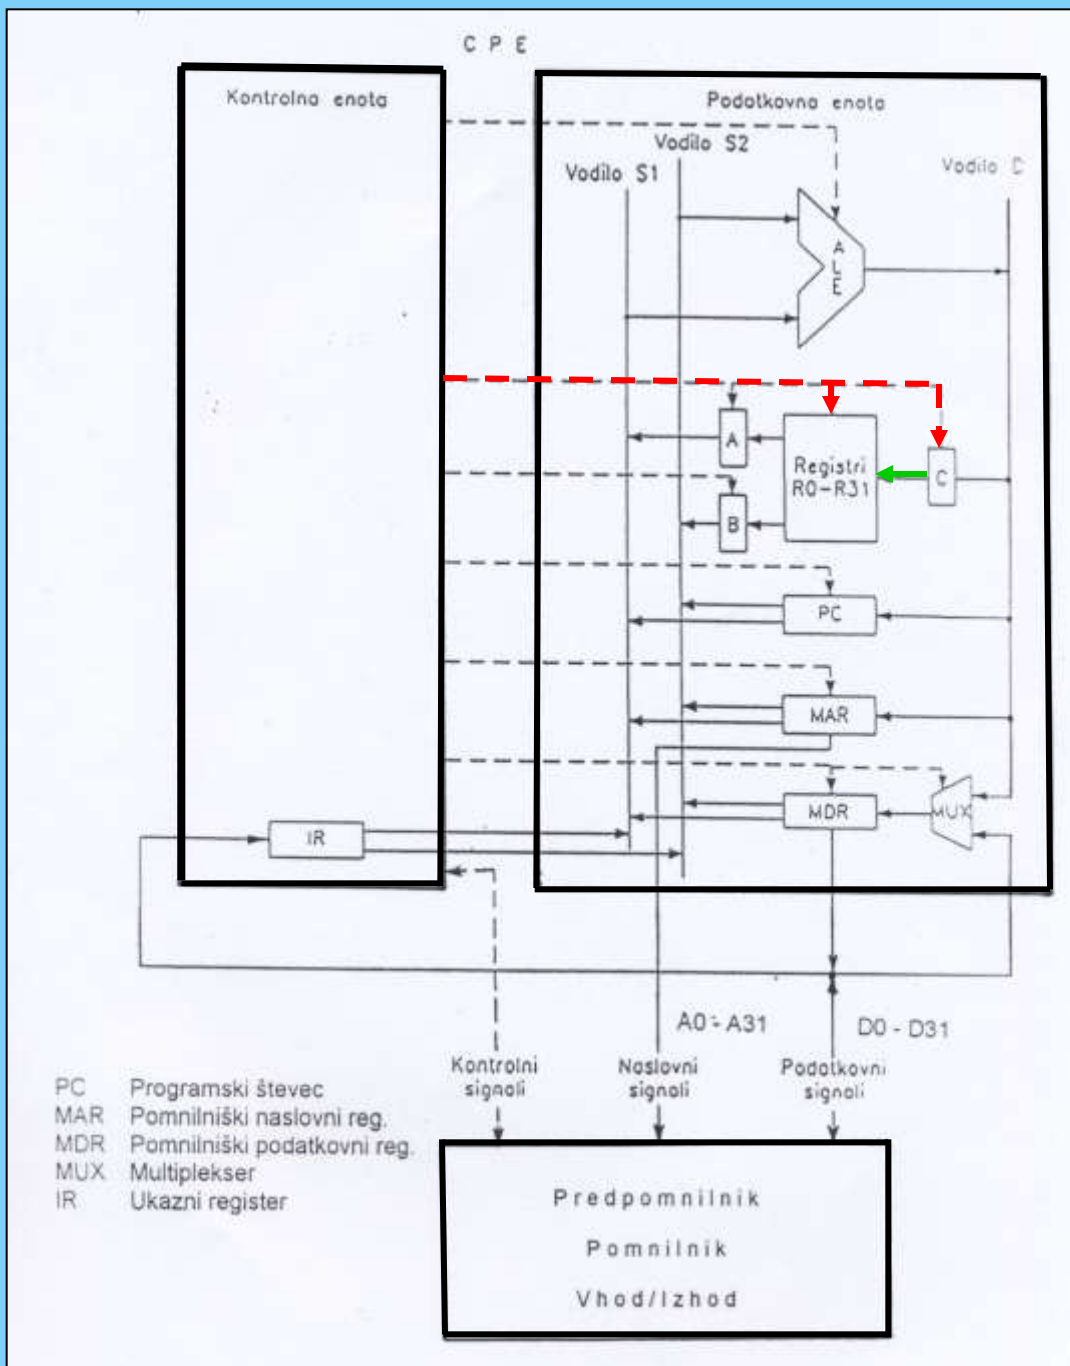 C P E
Kontrolna enota
Podatkovna enota
Vodilo S2
Vodilo S1
Vodilo D
A
L
E
A
Registri
R0-R31
C
B
PC
MAR
MDR
MUX
IR
A0 - A31
D0 - D31
Kontrolni
signali
Naslovni
signali
Podatkovni
signali
PC Programski števec
MAR Pomnilniški naslovni reg.
MDR Pomnilniški podatkovni reg.
MUX Multiplekser
IR Ukazni register
Predpomnilnik
Pomnilnik
Vhod/Izhod